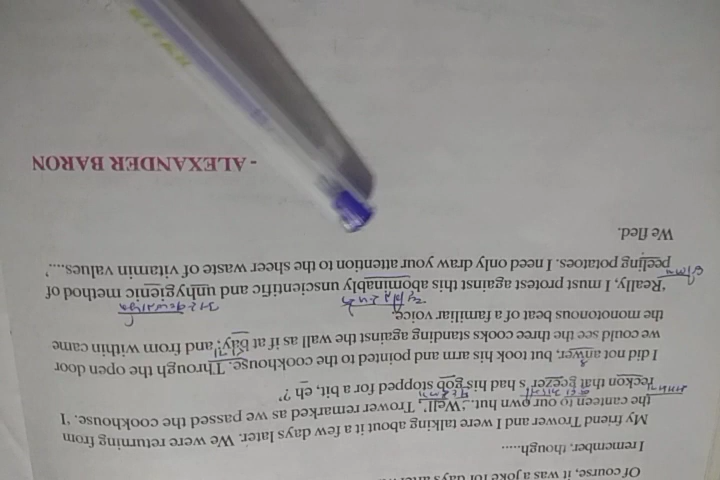 Of course, it was a joke for days after
I remember, though.....
My friend Trower and I were talking about it a few days later. We were returning from
the canteen to our own hut. 'Well', Trower remarked as we passed the cookhouse. 'I
reckon that geezer's had his gob stopped for a bit, eh ?'
I did not anwer, but took his arm and pointed to the cookhouse. Through the open door
we could see the three cooks standing against the wall as if at bay; and from within came
the monotonous beat of a familiar voice.
'Really, I must protest against this abominably unscientific and unhygienic method of
peeling potatoes. I need only draw your attention to the sheer waste of vitamin values....'
We fled.
- ALEXANDER BARON